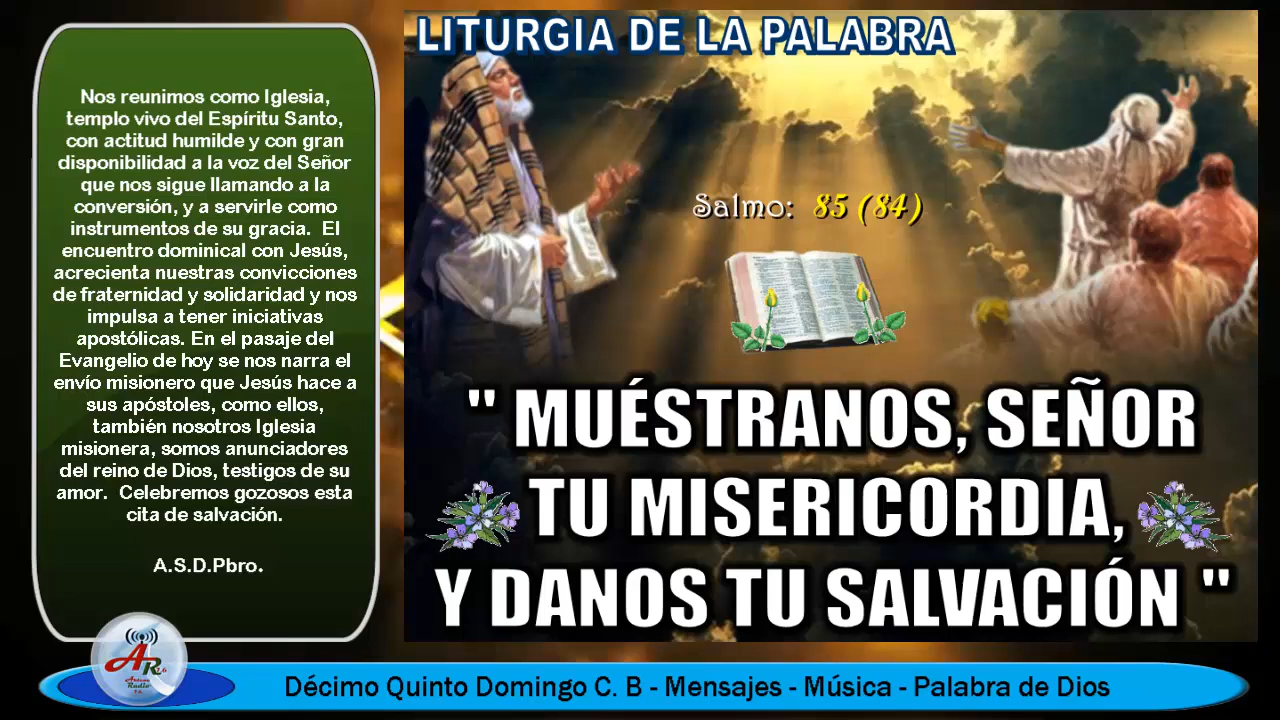 Nos reunimos como Iglesia,
templo vivo del Espíritu Santo,
con actitud humilde y con gran
disponibilidad a la voz del Señor
que nos sigue llamando a la
conversión, y a servirle como
instrumentos de su gracia.  El
encuentro dominical con Jesús,
acrecienta nuestras convicciones
de fraternidad y solidaridad y nos
impulsa a tener iniciativas
apostólicas. En el pasaje del
Evangelio de hoy se nos narra el
envío misionero que Jesús hace a
sus apóstoles, como ellos,
también nosotros Iglesia
misionera, somos anunciadores
del reino de Dios, testigos de su
amor.  Celebremos gozosos esta
cita de salvación.
A.S.D.Pbro.
LITURGIA DE LA PALABRA
Salmo: 85 (84)
" MUÉSTRANOS, SEÑOR
TU MISERICORDIA,
Y DANOS TU SALVACIÓN "
AR
Radio
Décimo Quinto Domingo C. B - Mensajes - Música - Palabra de Dios